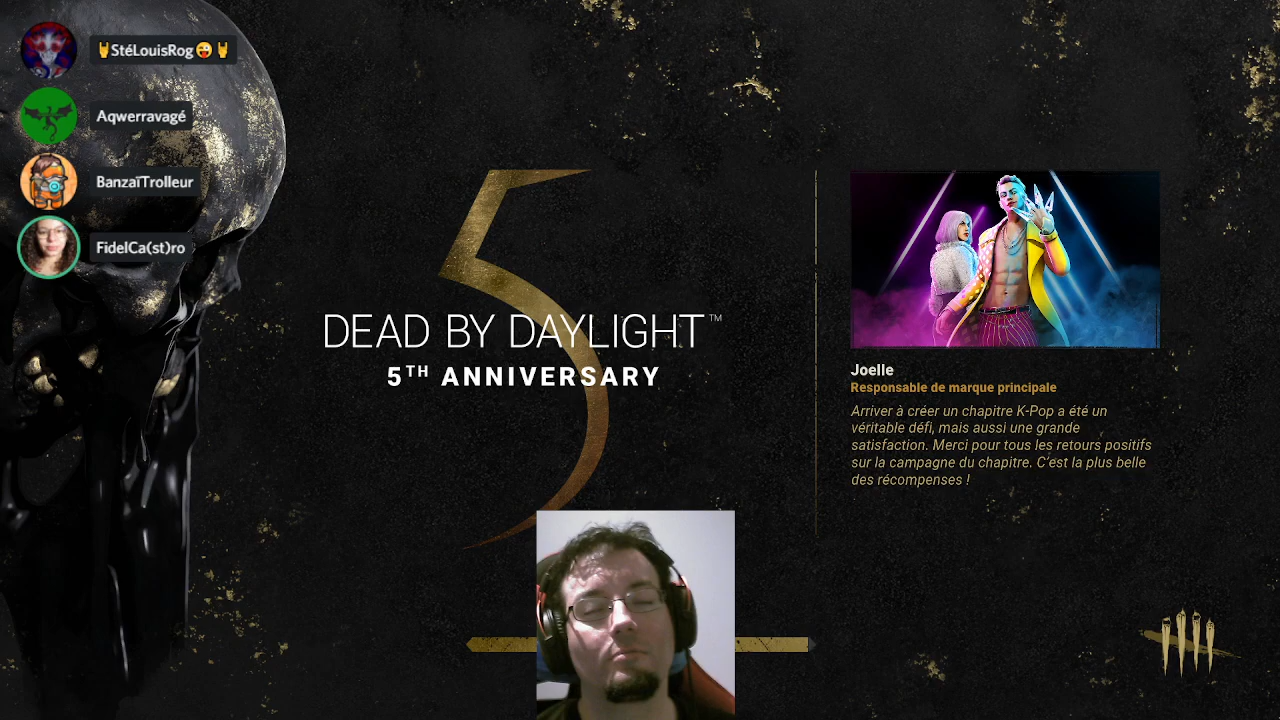 🤘StéLouisRog😜🤘
Aqwerravagé
BanzaïTrolleur
FidelCa(st)ro
DEAD BY DAYLIGHT™
5TH ANNIVERSARY
Joelle
Responsable de marque principale
Arriver à créer un chapitre K-Pop a été un
véritable défi, mais aussi une grande
satisfaction. Merci pour tous les retours positifs
sur la campagne du chapitre. C'est la plus belle
des récompenses !